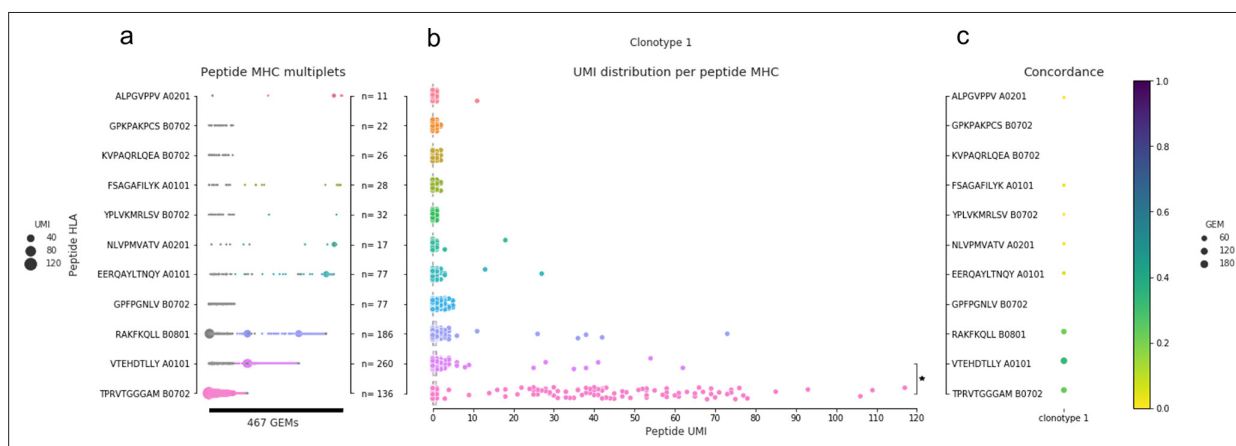 a
b
c
Clonotype 1
Peptide MHC multiplets
UMI distribution per peptide MHC
Concordance
ALPGVPPV A0201
n= 11
ALPGVPPV A0201
GPKPAKPCS B0702
n= 22
GPKPAKPCS B0702
KVPAQRLQEA B0702
n= 26
KVPAQRLQEA B0702
FSAGAFILYK A0101
n= 28
FSAGAFILYK A0101
YPLVKMRLSV B0702
n= 32
YPLVKMRLSV B0702
NLVPMVATV A0201
n= 17
NLVPMVATV A0201
EERQAYLTNQY A0101
n= 77
EERQAYLTNQY A0101
GPFPGNLV B0702
n= 77
GPFPGNLV B0702
RAKFKQLL B0801
n= 186
RAKFKQLL B0801
VTEHDTLLY A0101
n= 260
VTEHDTLLY A0101
TPRVTGGGAM B0702
n= 136
TPRVTGGGAM B0702
UMI
40
80
120
Peptide HLA
467 GEMs
0 10 20 30 40 50 60 70 80 90 100 110 120
Peptide UMI
★
clonotype 1
1.0
0.8
0.6
0.4
0.2
0.0
GEM
60
120
180